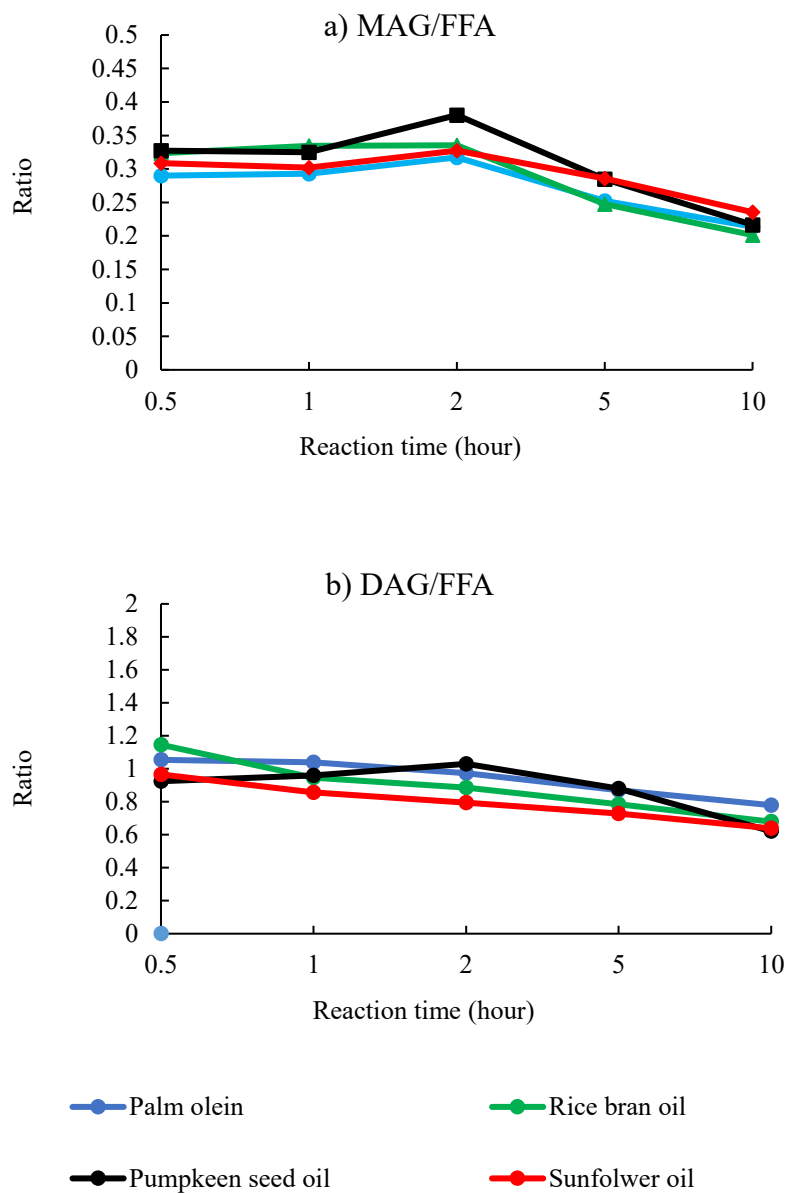 a) MAG/FFA
0.5
0.45
0.4
0.35
0.3
0.25
0.2
0.15
0.1
0.05
0
Ratio
0.5 1 2 5 10
Reaction time (hour)
b) DAG/FFA
2
1.8
1.6
1.4
1.2
1
0.8
0.6
0.4
0.2
0
Ratio
0.5 1 2 5 10
Reaction time (hour)
Palm olein Rice bran oil
Pumpkeen seed oil Sunfolwer oil